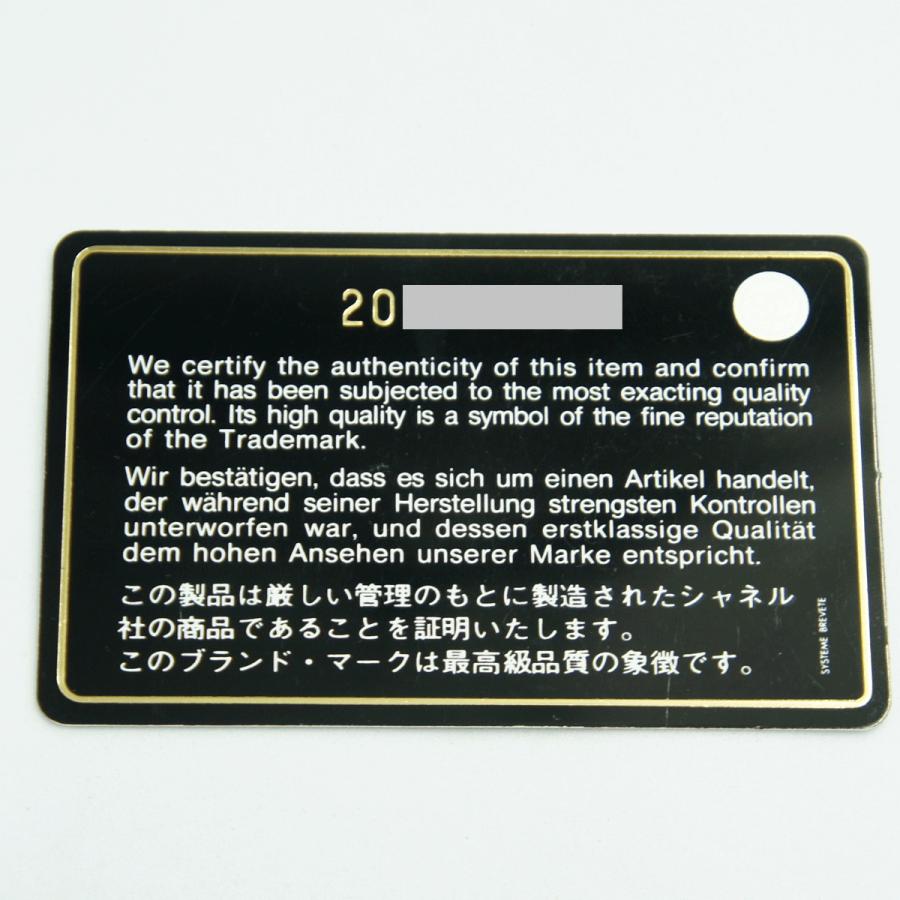 20
We certify the authenticity of this item and confirm
that it has been subjected to the most exacting quality
control. Its high quality is a symbol of the fine reputation
of the Trademark.
Wir bestätigen, dass es sich um einen Artikel handelt,
der während seiner Herstellung strengsten Kontrollen
unterworfen war, und dessen erstklassige Qualität
dem hohen Ansehen unserer Marke entspricht.
この製品は厳しい管理のもとに製造されたシャネル
社の商品であることを証明いたします。
このブランド・マークは最高級品質の象徴です。
SYSTEME BREVETE